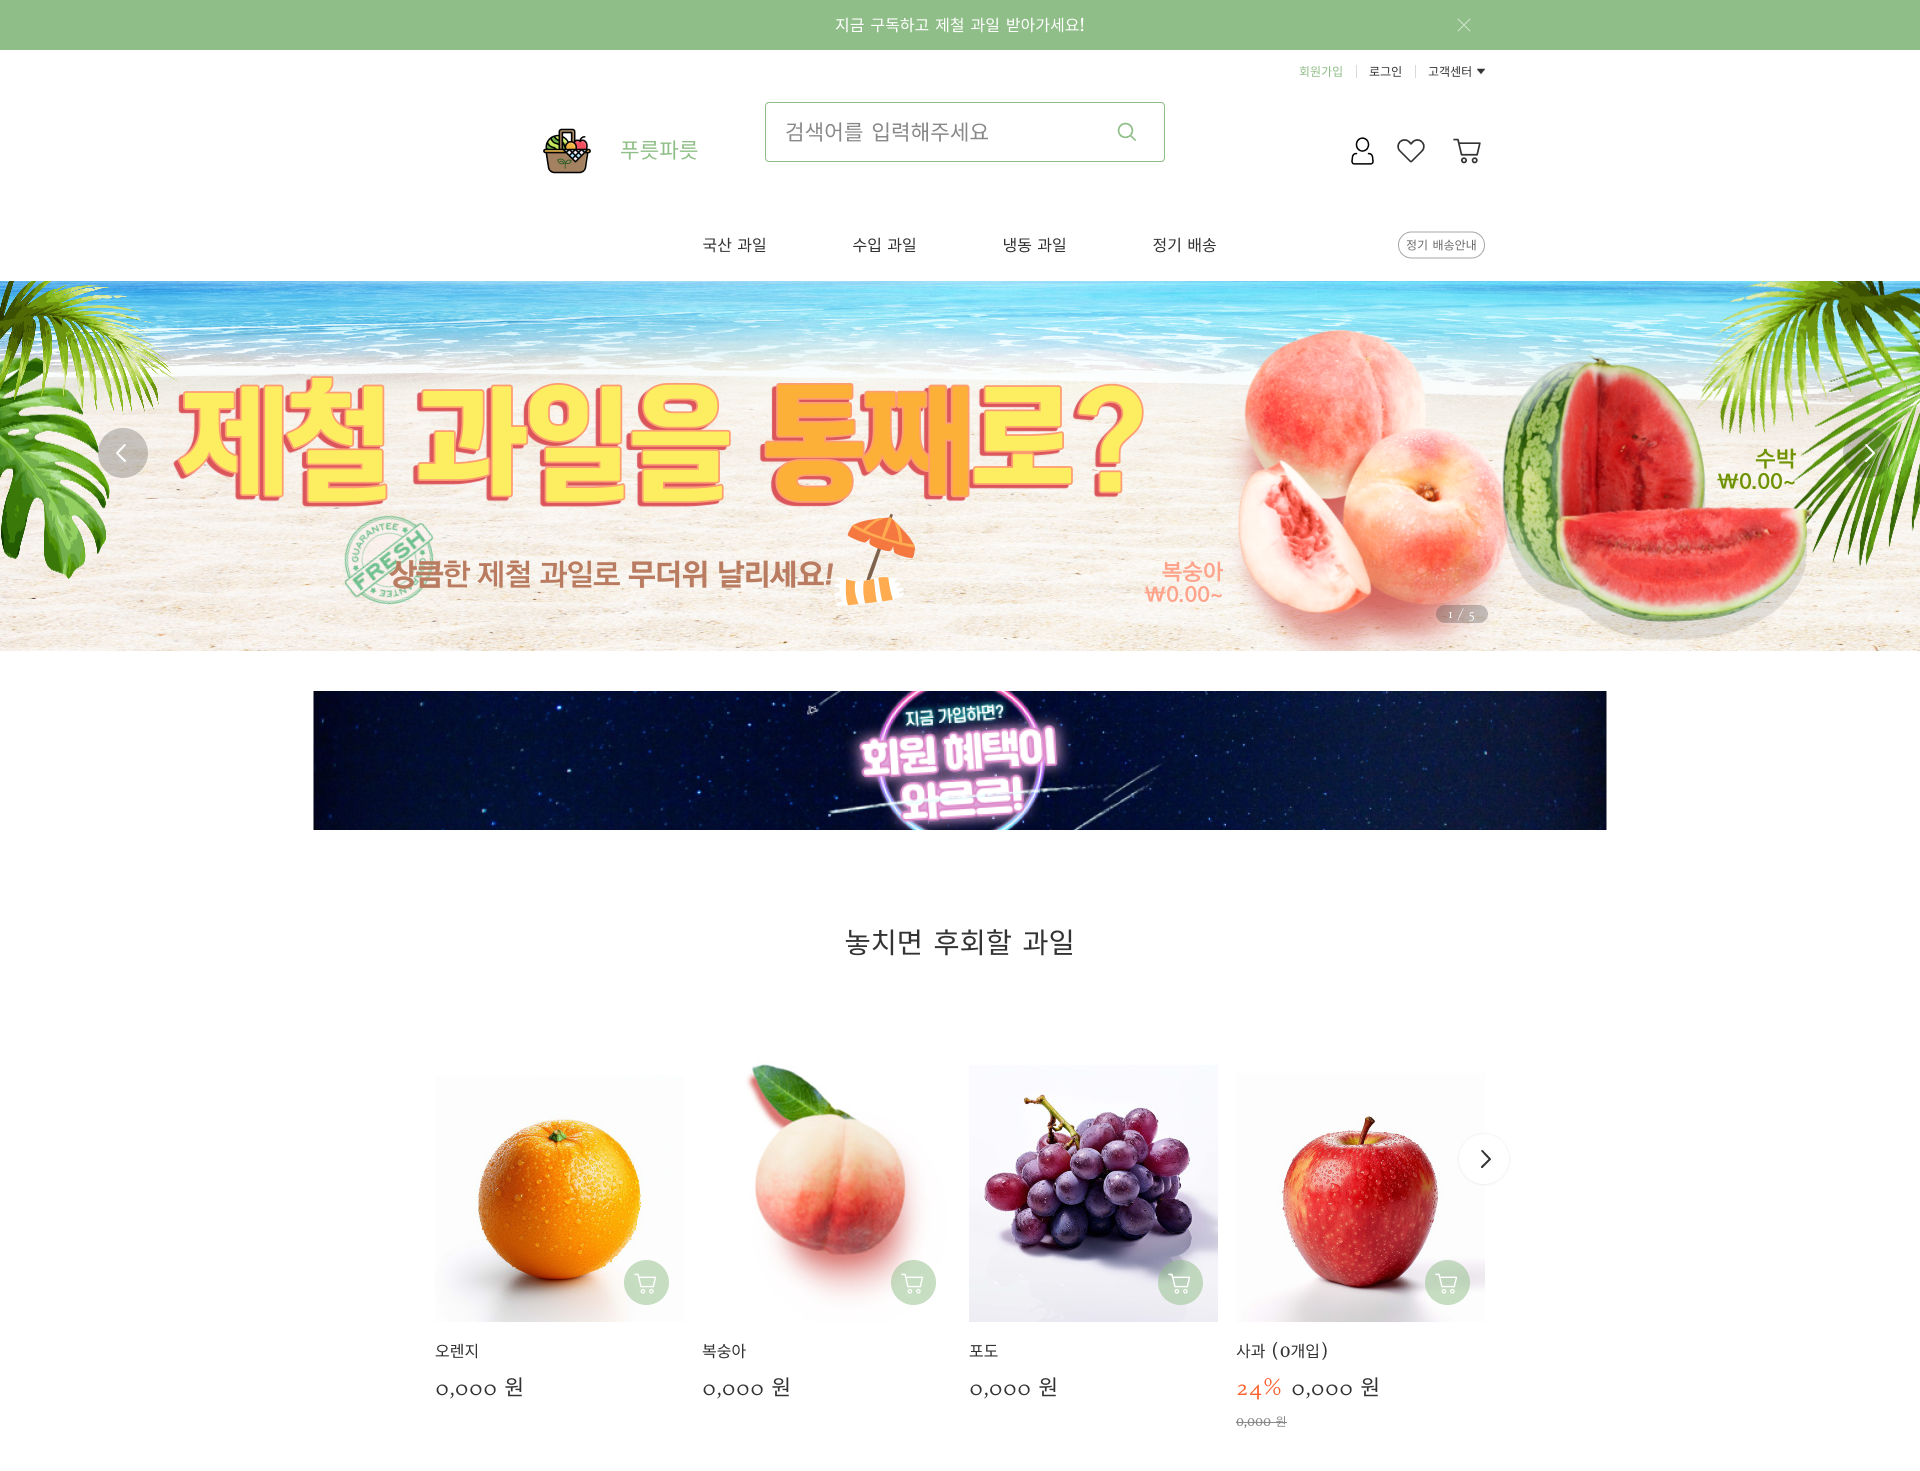 지금 구독하고 제철 과일 받아가세요!
회원가입
로그인
고객센터
푸릇파릇
검색어를 입력해주세요
국산 과일
수입 과일
냉동 과일
정기 배송
정기 배송안내
제철 과일을 통째로?
수박
₩0.00~
GUARANTEE
FRESH
상큼한 제철 과일로 무더위 날리세요!
복숭아
₩0.00~
1 / 5
지금 가입하면?
회원 혜택이
와르르!
놓치면 후회할 과일
오렌지
0,000 원
복숭아
0,000 원
포도
0,000 원
사과 (0개입)
24% 0,000 원
0,000 원